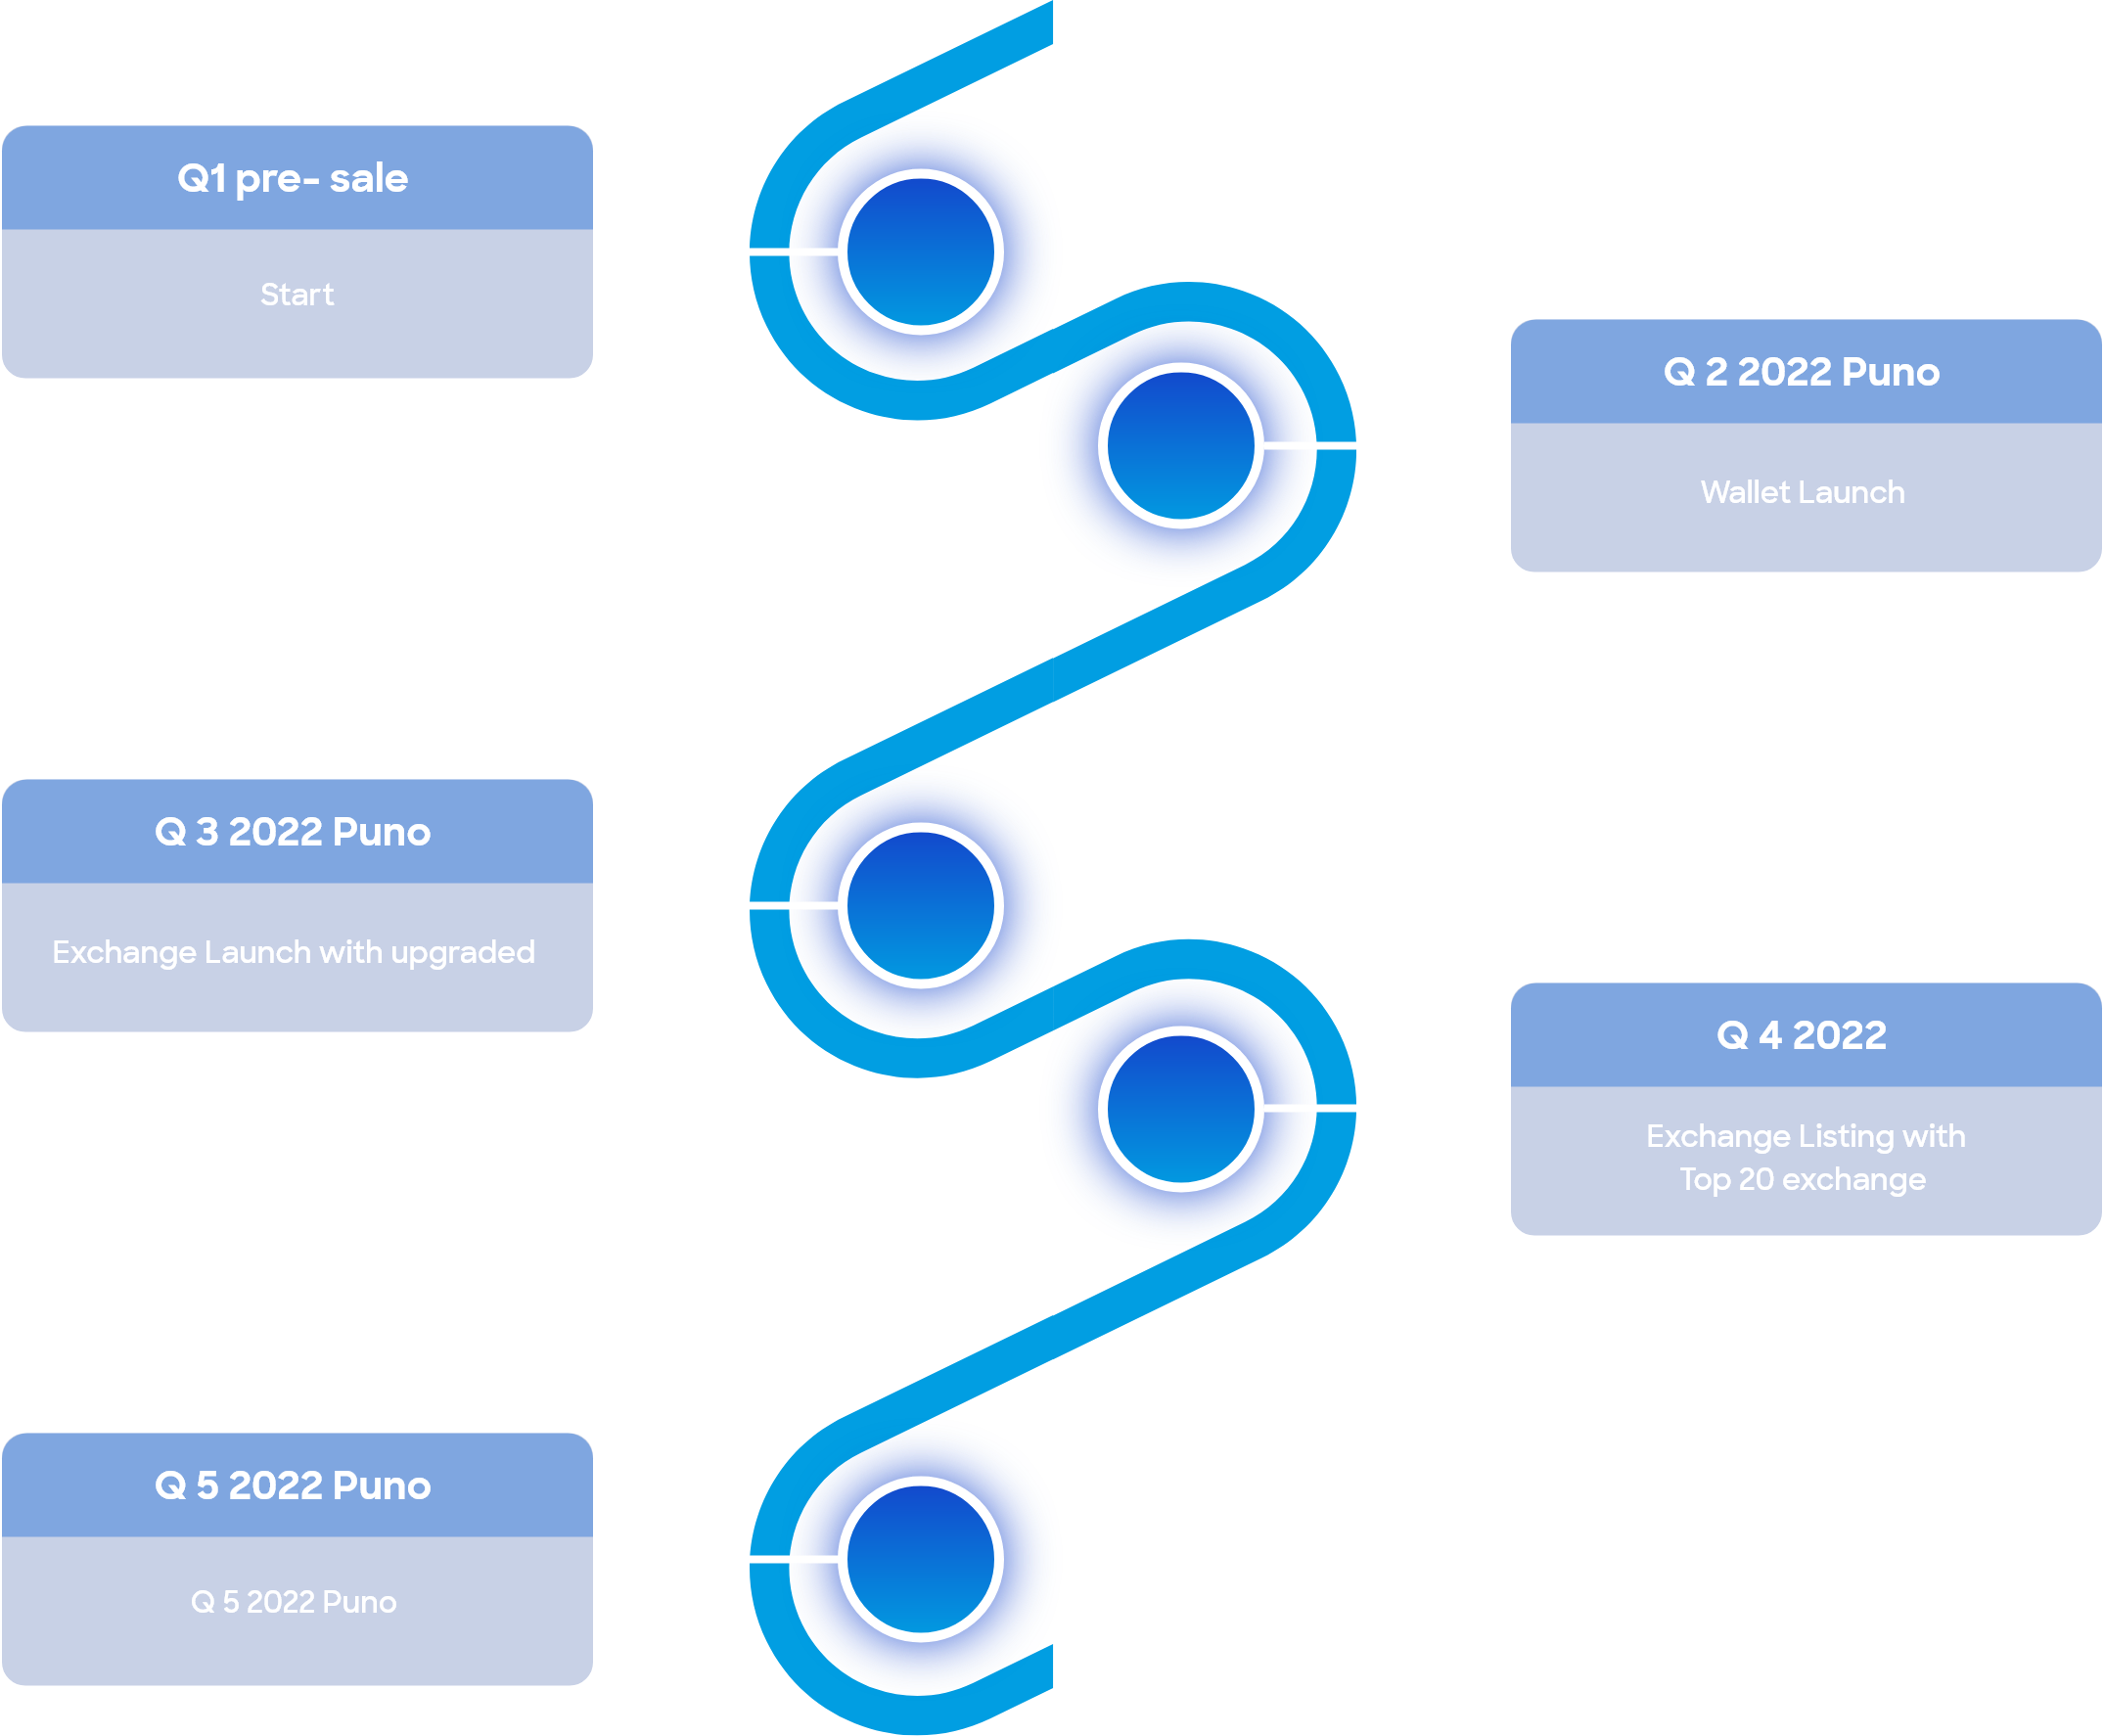 Q1 pre- sale
Start
Q 2 2022 Puno
Wallet Launch
Q 3 2022 Puno
Exchange Launch with upgraded
Q 4 2022
Exchange Listing with
Top 20 exchange
Q 5 2022 Puno
Q 5 2022 Puno